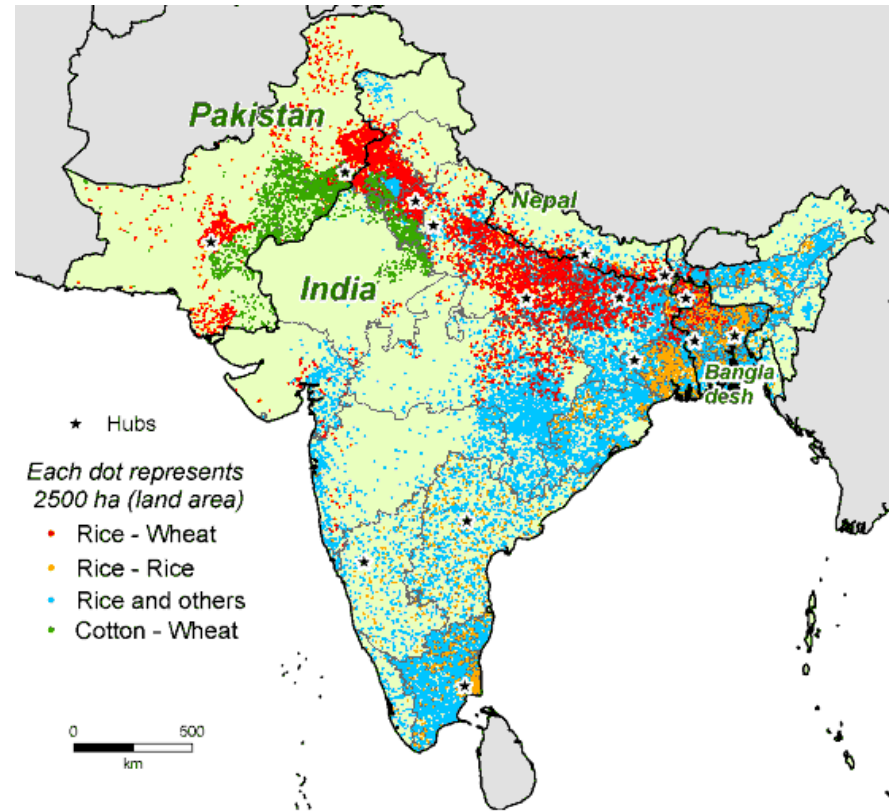 Pakistan
Nepal
India
Bangla
desh
Hubs
Each dot represents
2500 ha (land area)
Rice - Wheat
Rice - Rice
Rice and others
Cotton - Wheat
0 500
km